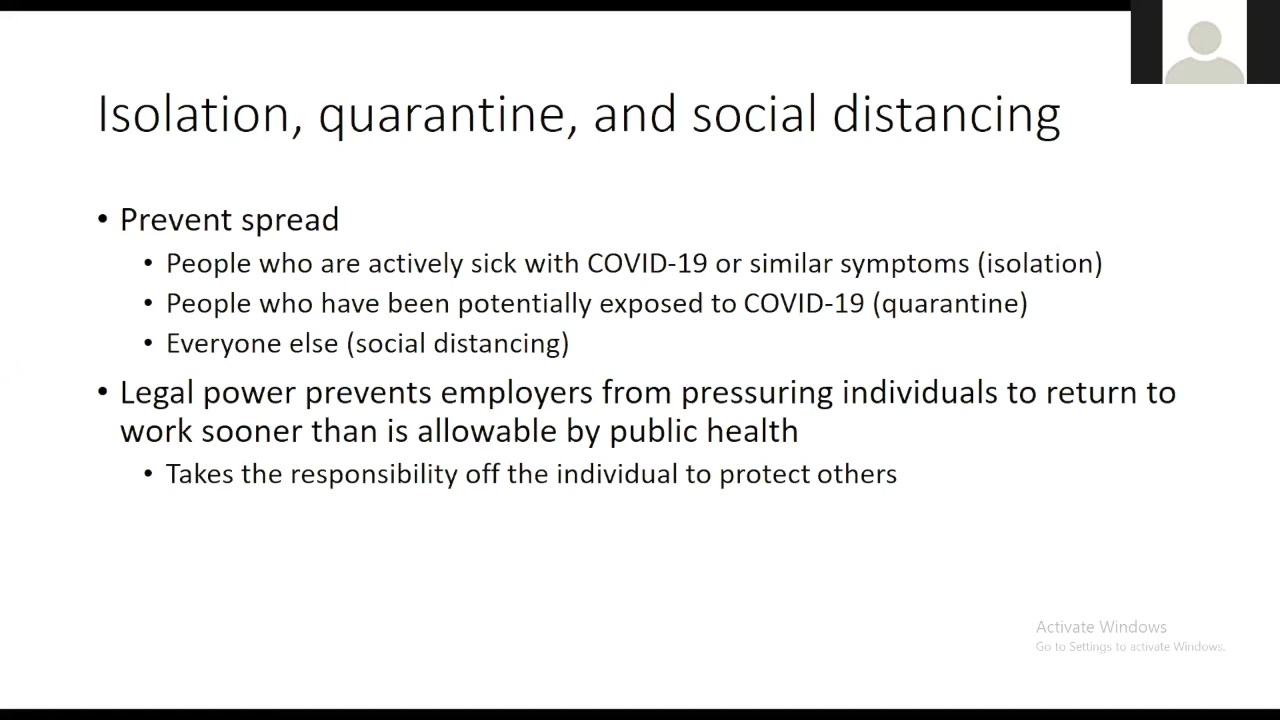 Isolation, quarantine, and social distancing
• Prevent spread
• People who are actively sick with COVID-19 or similar symptoms (isolation)
• People who have been potentially exposed to COVID-19 (quarantine)
• Everyone else (social distancing)
• Legal power prevents employers from pressuring individuals to return to
work sooner than is allowable by public health
• Takes the responsibility off the individual to protect others
Activate Windows
Go to Settings to activate Windows.